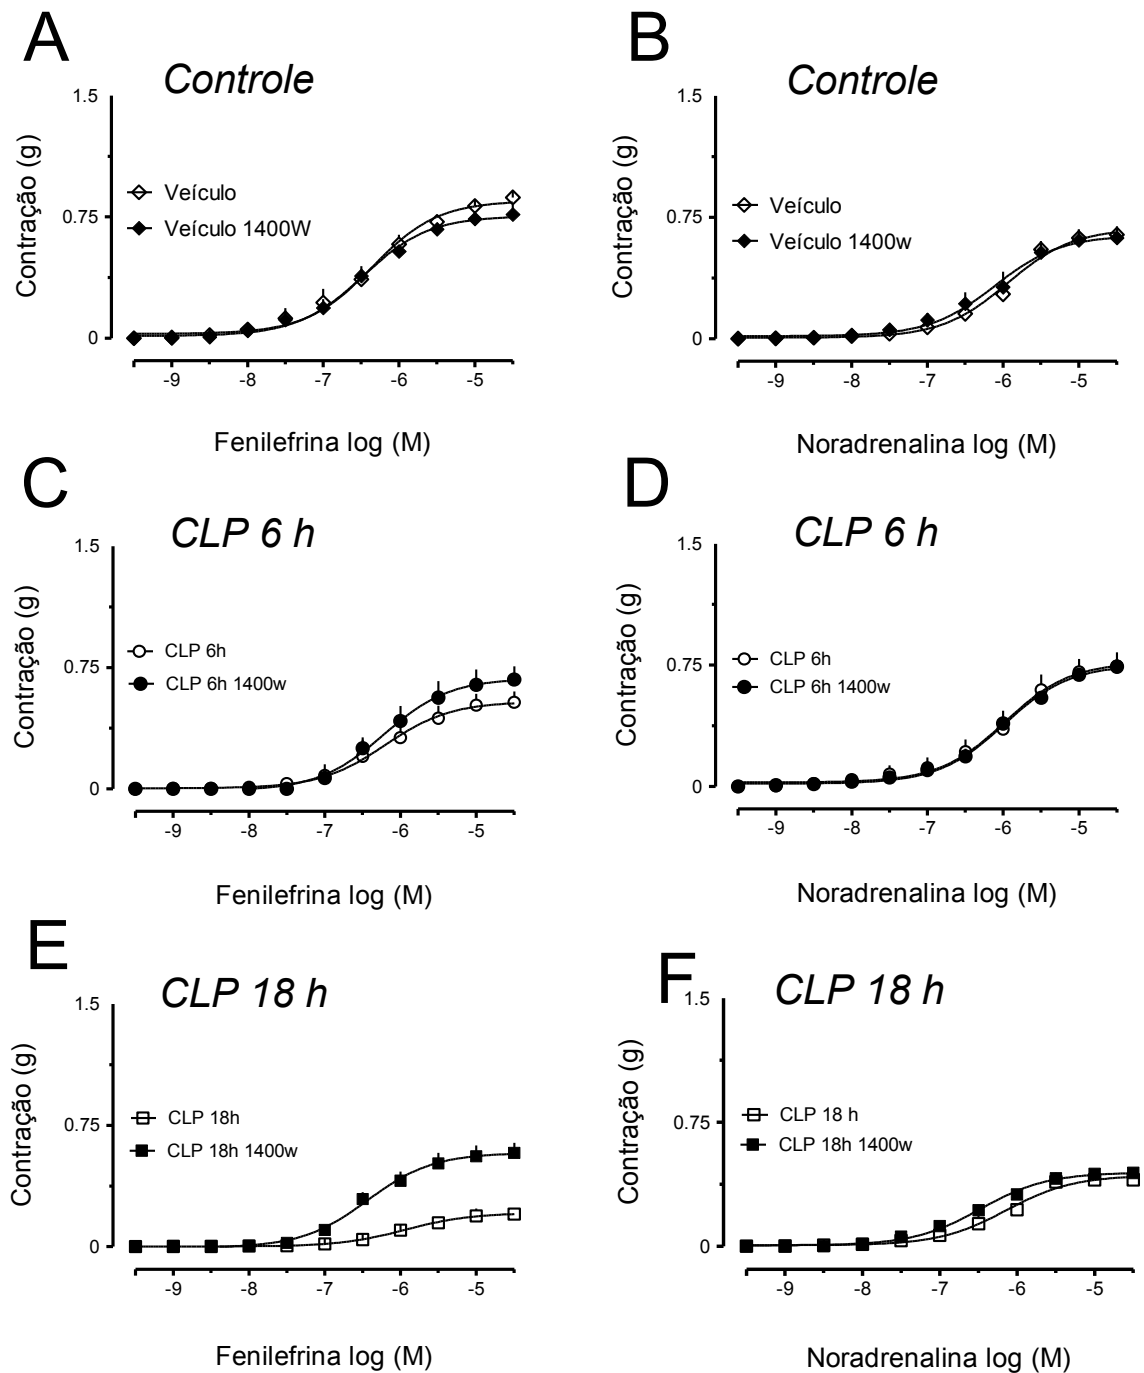 A
Controle
1.5
0.75
0
Contração (g)
Veículo
Veículo 1400W
-9 -8 -7 -6 -5
Fenilefrina log (M)
B
Controle
1.5
0.75
0
Contração (g)
Veículo
Veículo 1400w
-9 -8 -7 -6 -5
Noradrenalina log (M)
C
CLP 6 h
1.5
0.75
0
Contração (g)
CLP 6h
CLP 6h 1400w
-9 -8 -7 -6 -5
Fenilefrina log (M)
D
CLP 6 h
1.5
0.75
0
Contração (g)
CLP 6h
CLP 6h 1400w
-9 -8 -7 -6 -5
Noradrenalina log (M)
E
CLP 18 h
1.5
0.75
0
Contração (g)
CLP 18h
CLP 18h 1400w
-9 -8 -7 -6 -5
Fenilefrina log (M)
F
CLP 18 h
1.5
0.75
0
Contração (g)
CLP 18 h
CLP 18h 1400w
-9 -8 -7 -6 -5
Noradrenalina log (M)